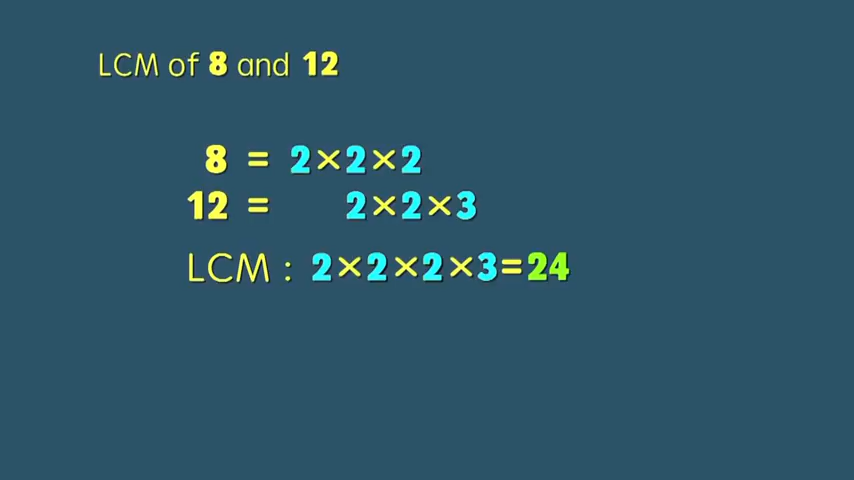 LCM of 8 and 12
8 = 2×2×2
12 = 2×2×3
LCM : 2×2×2×3=24